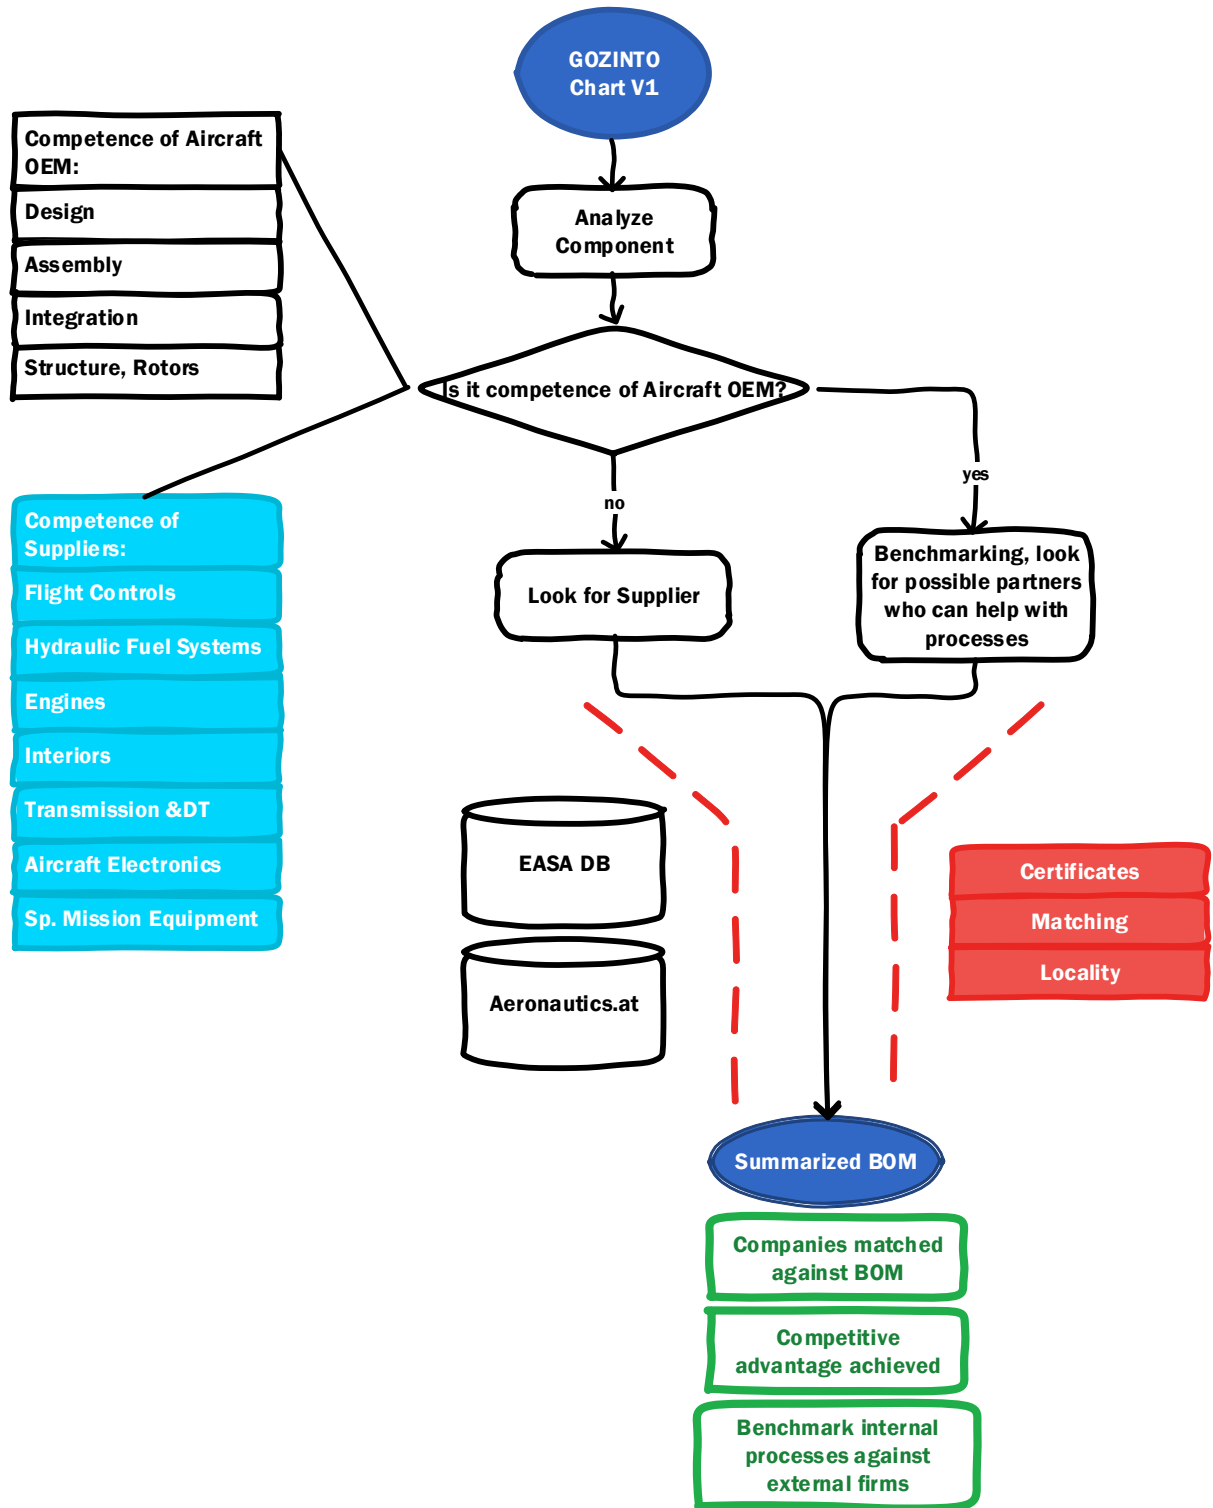 GOZINTO
Chart V1
Competence of Aircraft
OEM:
Design
Assembly
Integration
Structure, Rotors
Analyze
Component
Is it competence of Aircraft OEM?
no
yes
Competence of
Suppliers:
Flight Controls
Hydraulic Fuel Systems
Engines
Interiors
Transmission &DT
Aircraft Electronics
Sp. Mission Equipment
Look for Supplier
Benchmarking, look
for possible partners
who can help with
processes
EASA DB
Aeronautics.at
Certificates
Matching
Locality
Summarized BOM
Companies matched
against BOM
Competitive
advantage achieved
Benchmark internal
processes against
external firms